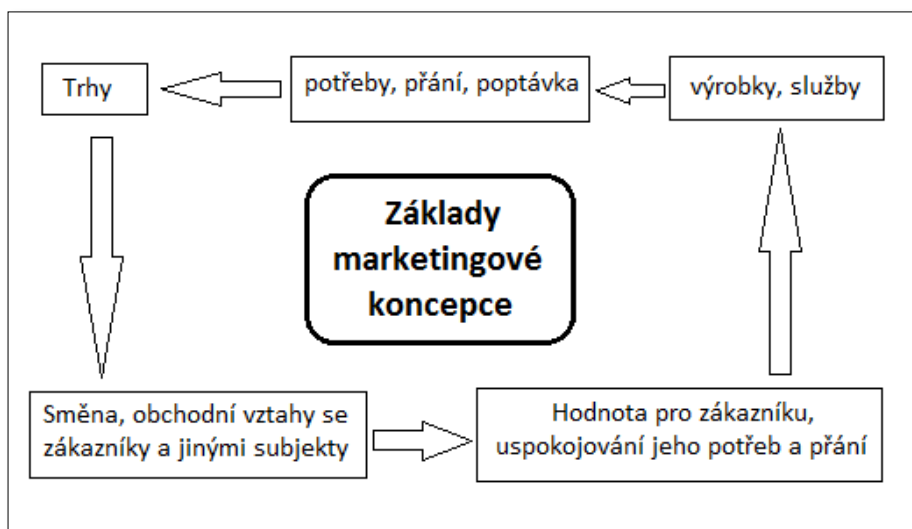 Trhy
potřeby, přání, poptávka
výrobky, služby
Základy
marketingové
koncepce
Směna, obchodní vztahy se
zákazníky a jinými subjekty
Hodnota pro zákazníku,
uspokojování jeho potřeb a přání